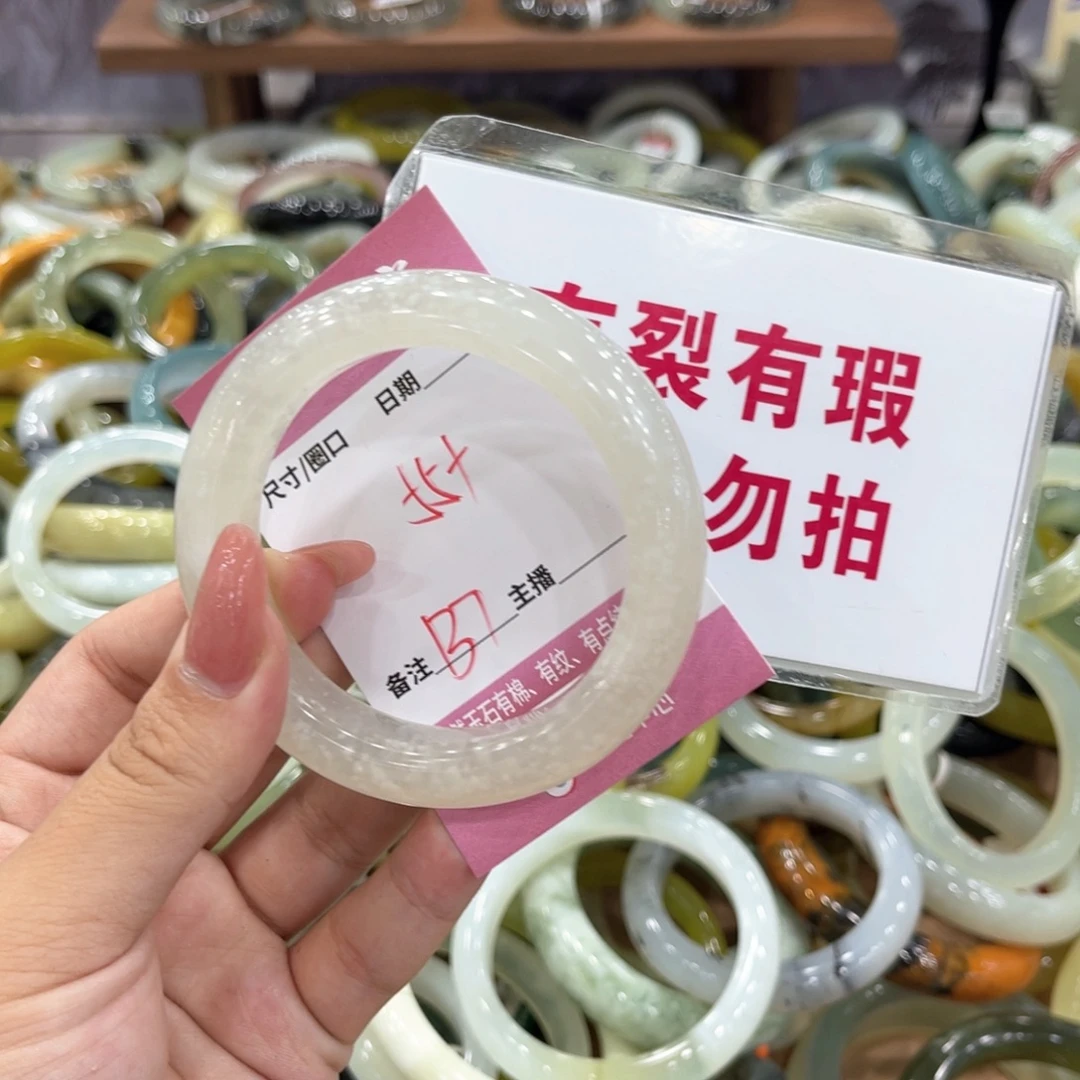 有裂有瑕
勿拍
日期
尺寸/圈口
55+
主播
备注 B7
玉石有棉、有纹、有点